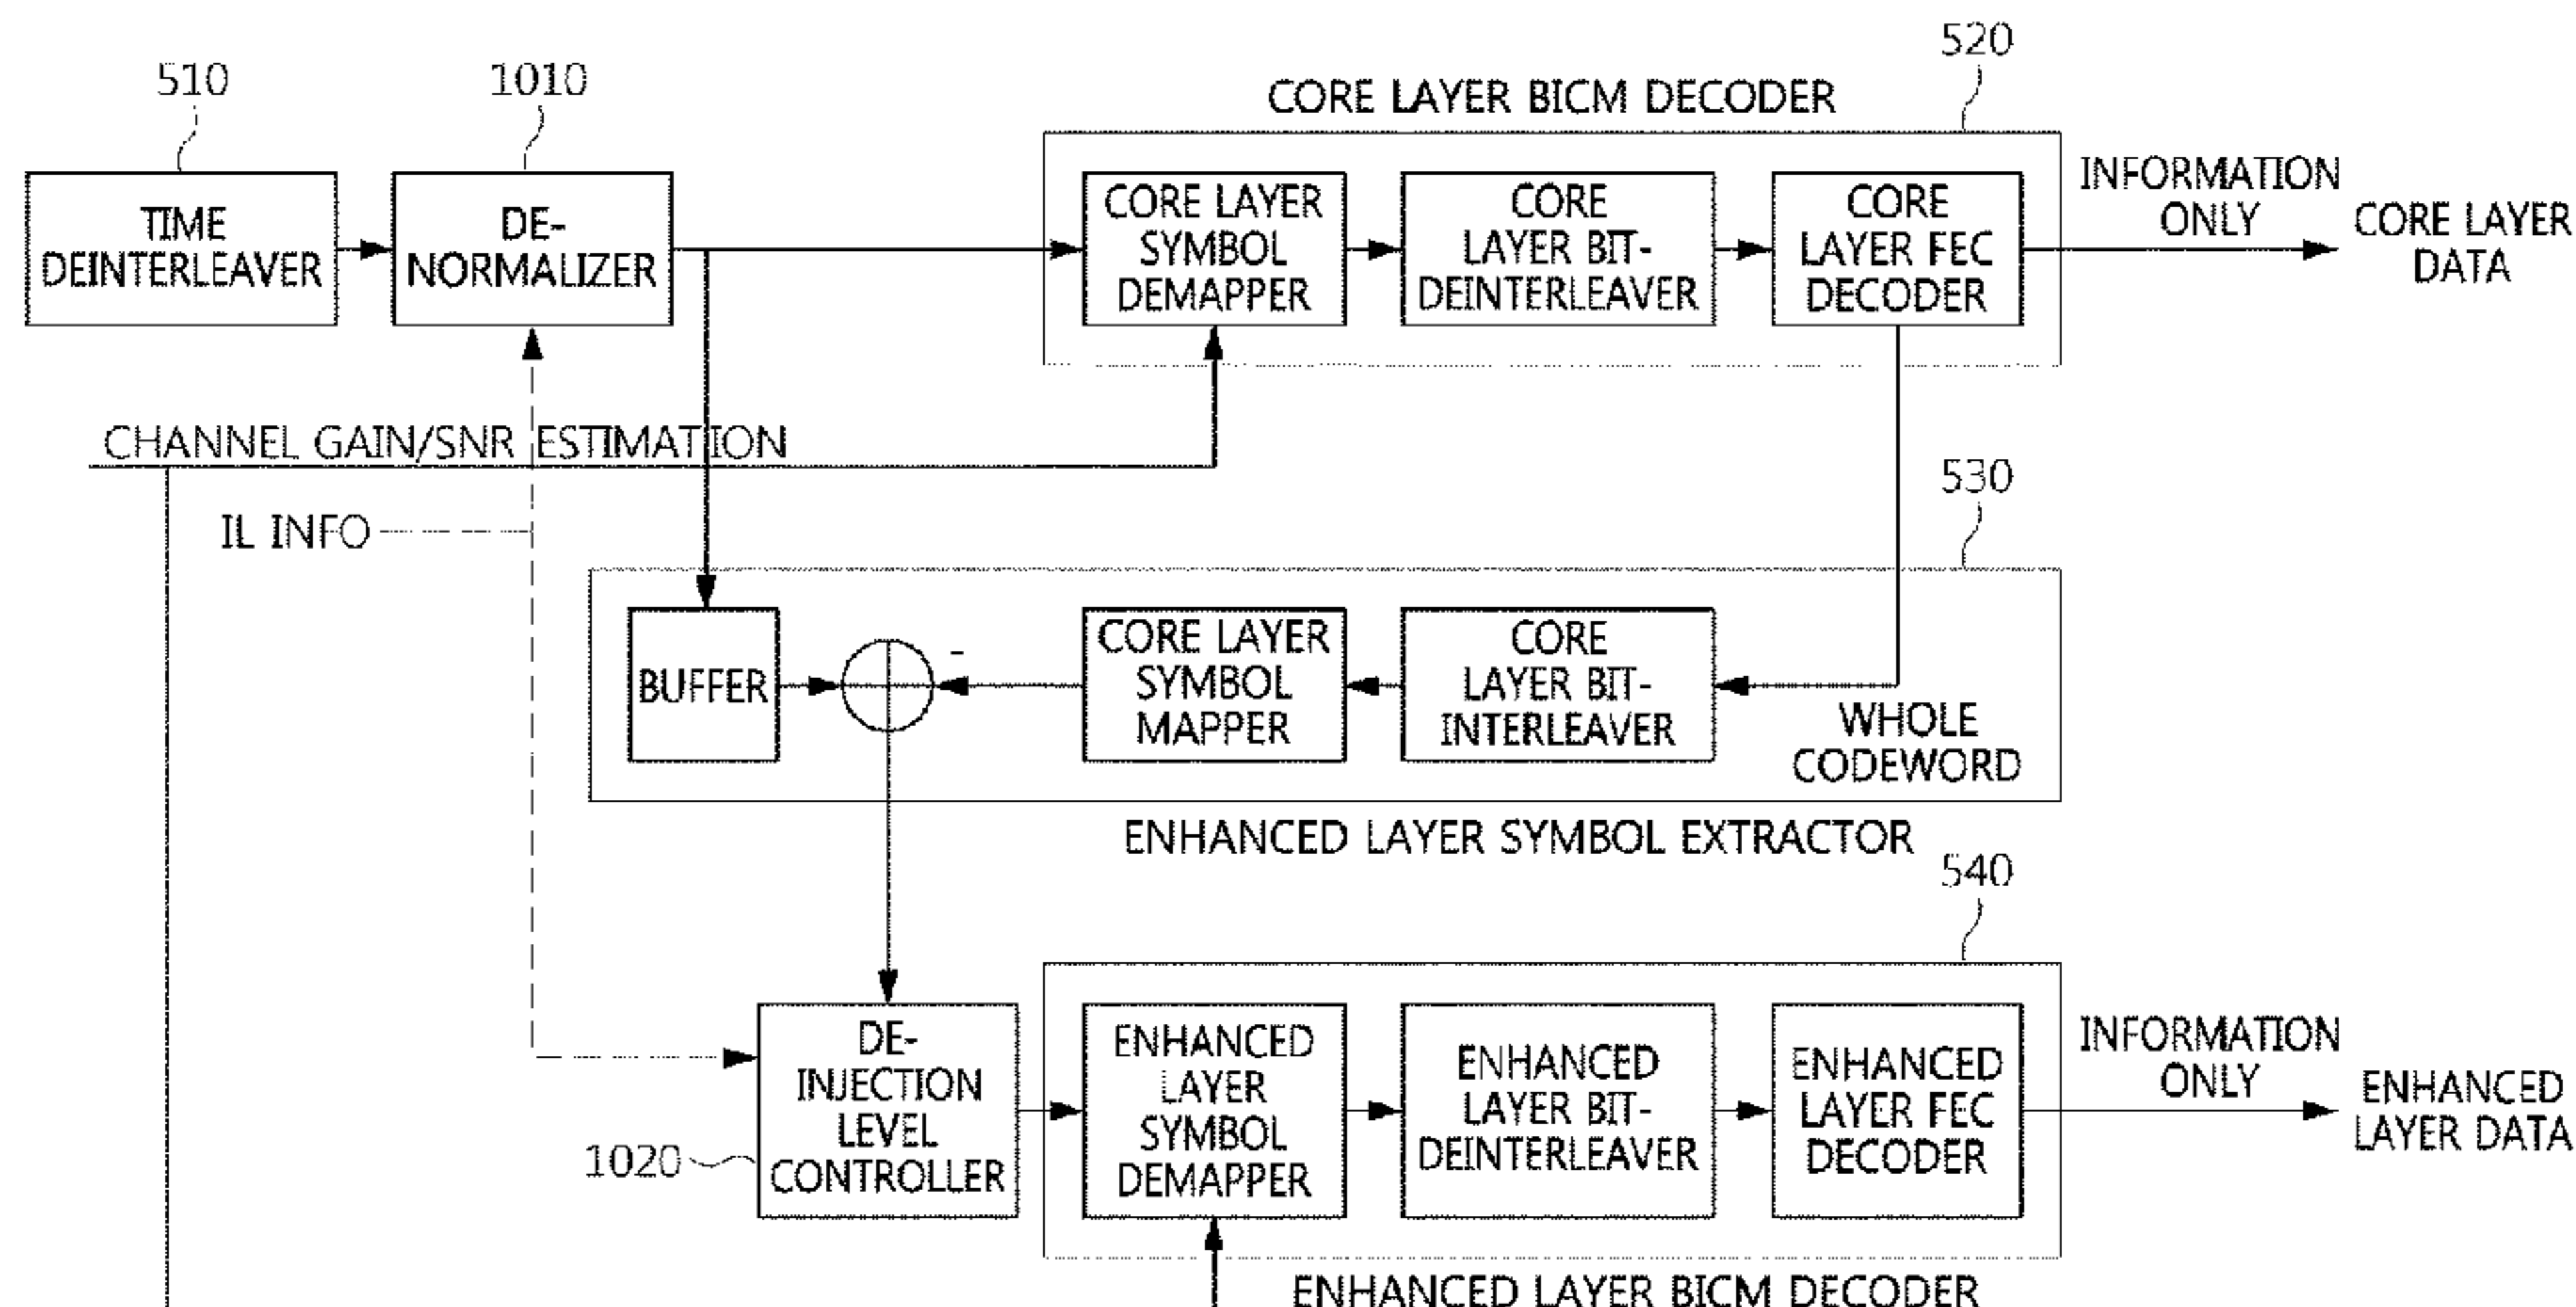 510
1010
520
CORE LAYER BICM DECODER
TIME
DEINTERLEAVER
DE-
NORMALIZER
CORE LAYER
SYMBOL
DEMAPPER
CORE
LAYER BIT-
DEINTERLEAVER
CORE
LAYER FEC
DECODER
INFORMATION
ONLY
CORE LAYER
DATA
CHANNEL GAIN/SNR ESTIMATION
IL INFO
530
BUFFER
-
CORE LAYER
SYMBOL
MAPPER
CORE
LAYER BIT-
INTERLEAVER
WHOLE
CODEWORD
ENHANCED LAYER SYMBOL EXTRACTOR
540
DE-
INJECTION
LEVEL
CONTROLLER
1020
ENHANCED
LAYER
SYMBOL
DEMAPPER
ENHANCED
LAYER BIT-
DEINTERLEAVER
ENHANCED
LAYER FEC
DECODER
INFORMATION
ONLY
ENHANCED
LAYER DATA
ENHANCED LAYER BICM DECODER